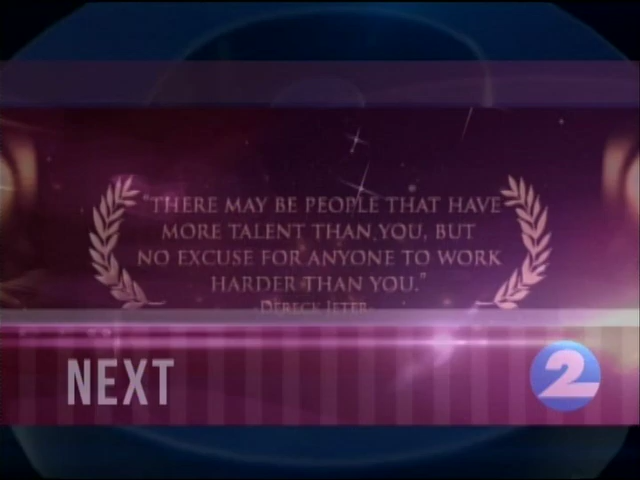 "THERE MAY BE PEOPLE THAT HAVE
MORE TALENT THAN YOU, BUT
NO EXCUSE FOR ANYONE TO WORK
HARDER THAN YOU."
-DERECK JETER-
NEXT
2